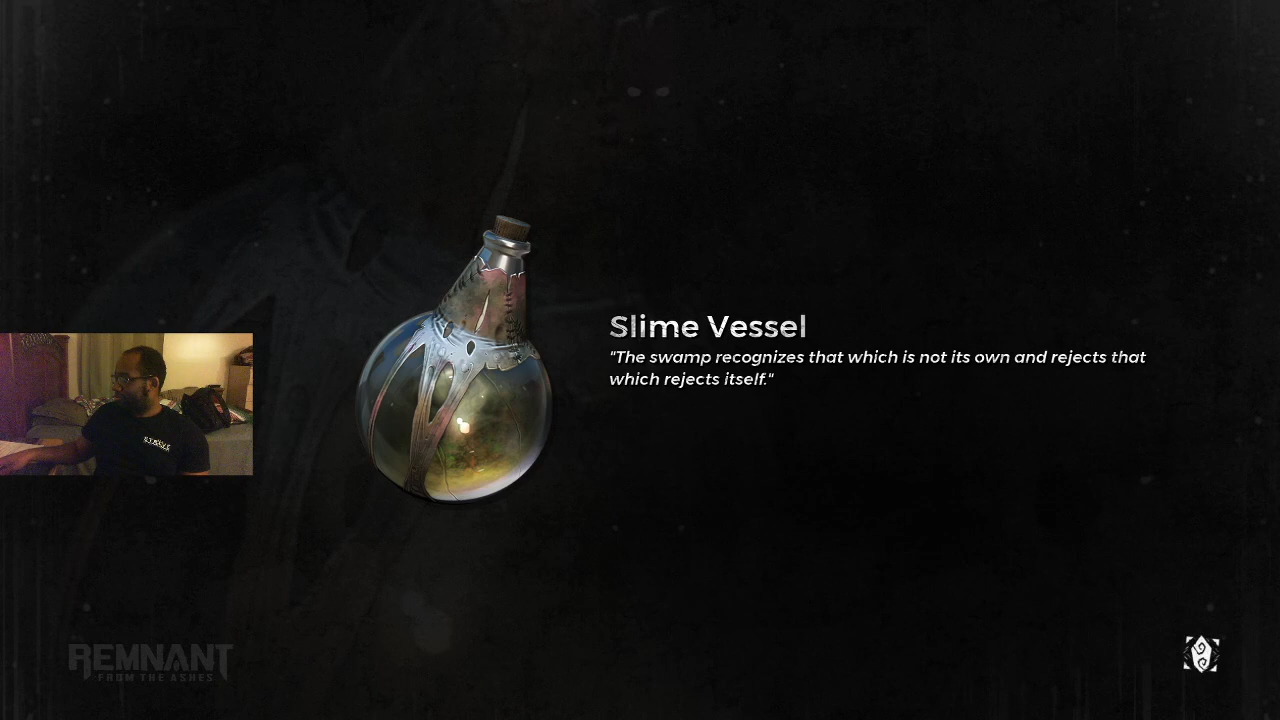 Slime Vessel
"The swamp recognizes that which is not its own and rejects that
which rejects itself."
REMNANT
FROM THE ASHES